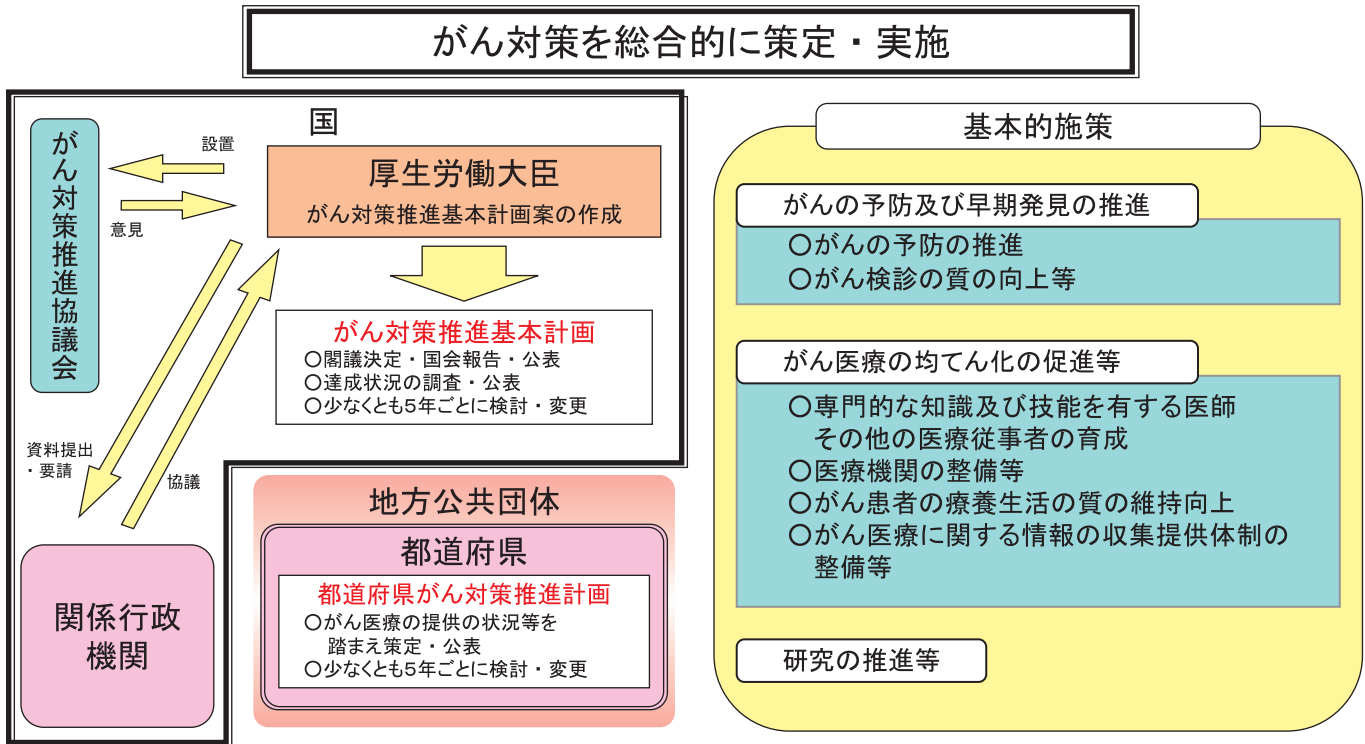 がん対策を総合的に策定・実施
国
がん対策推進協議会
設置
意見
厚生労働大臣
がん対策推進基本計画案の作成
がん対策推進基本計画
○閣議決定・国会報告・公表
○達成状況の調査・公表
○少なくとも5年ごとに検討・変更
資料提出
・要請
協議
関係行政
機関
地方公共団体
都道府県
都道府県がん対策推進計画
○がん医療の提供の状況等を
踏まえ策定・公表
○少なくとも5年ごとに検討・変更
基本的施策
がんの予防及び早期発見の推進
○がんの予防の推進
○がん検診の質の向上等
がん医療の均てん化の促進等
○専門的な知識及び技能を有する医師
その他の医療従事者の育成
○医療機関の整備等
○がん患者の療養生活の質の維持向上
○がん医療に関する情報の収集提供体制の
整備等
研究の推進等